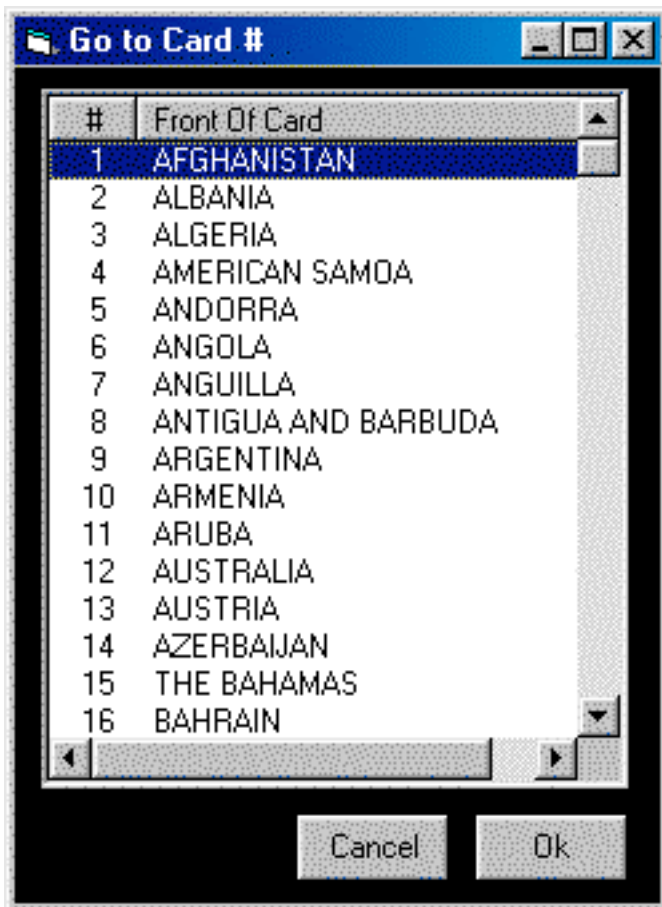 Go to Card #
# Front Of Card
1 AFGHANISTAN
2 ALBANIA
3 ALGERIA
4 AMERICAN SAMOA
5 ANDORRA
6 ANGOLA
7 ANGUILLA
8 ANTIGUA AND BARBUDA
9 ARGENTINA
10 ARMENIA
11 ARUBA
12 AUSTRALIA
13 AUSTRIA
14 AZERBAIJAN
15 THE BAHAMAS
16 BAHRAIN
Cancel Ok